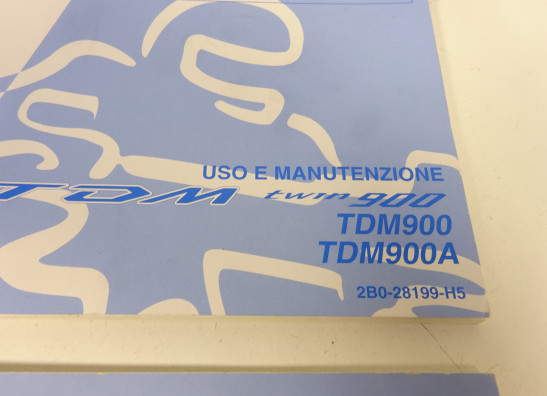 USO E MANUTENZIONE
TDM twin 900
TDM900
TDM900A
2B0-28199-H5